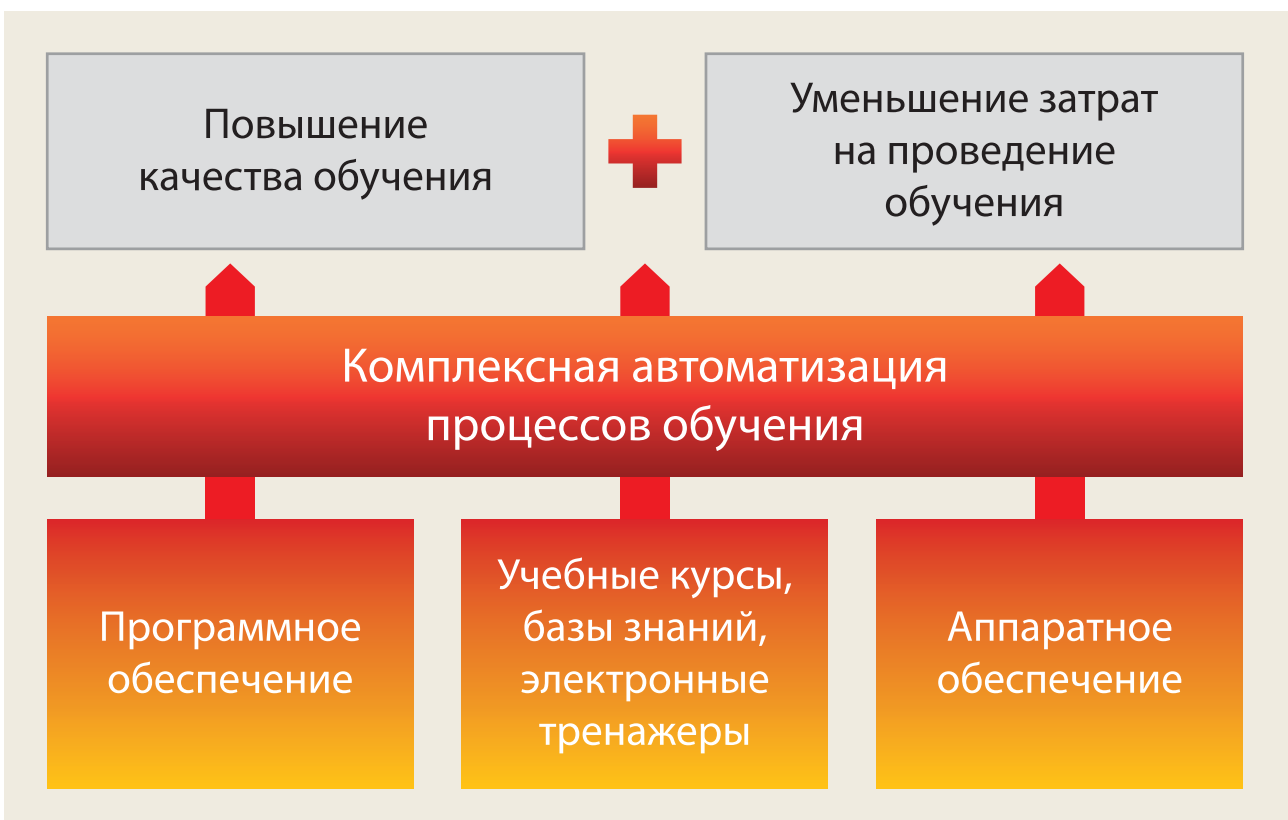 Повышение
качества обучения
Уменьшение затрат
на проведение
обучения
Комплексная автоматизация
процессов обучения
Программное
обеспечение
Учебные курсы,
базы знаний,
электронные
тренажеры
Аппаратное
обеспечение